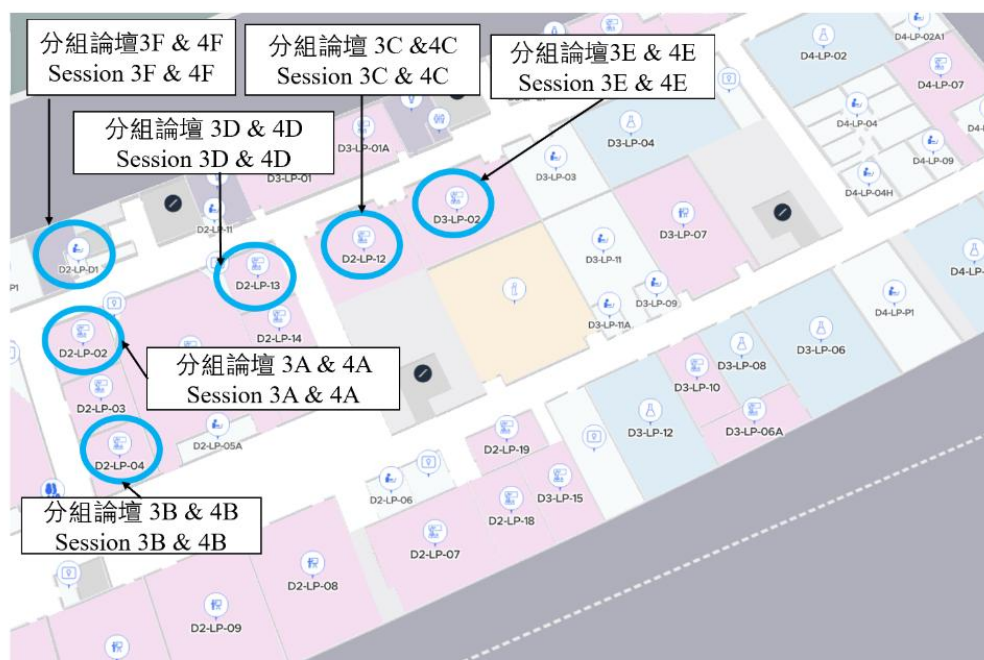 分組論壇3F & 4F
Session 3F & 4F
分組論壇 3C &4C
Session 3C & 4C
分組論壇3E & 4E
Session 3E & 4E
分組論壇 3D & 4D
Session 3D & 4D
D4-LP-02A1
D4-LP-02
D4-LP-07
D3-LP-01A
D3-LP-04
D4-LP-04
D3-LP-01
D3-LP-03
D4-LP-09
D4-LP-04H
D2-LP-11
D3-LP-02
D3-LP-07
D2-LP-12
D3-LP-11
D2-LP-D1
D2-LP-13
D3-LP-09
D4-LP-P1
D3-LP-11A
D2-LP-14
D2-LP-02
D3-LP-06
D3-LP-08
分組論壇 3A & 4A
Session 3A & 4A
D3-LP-10
D2-LP-03
D3-LP-12
D3-LP-06A
D2-LP-05A
D2-LP-19
D2-LP-04
D2-LP-06
D3-LP-15
分組論壇 3B & 4B
Session 3B & 4B
D2-LP-18
D2-LP-07
D2-LP-08
D2-LP-09